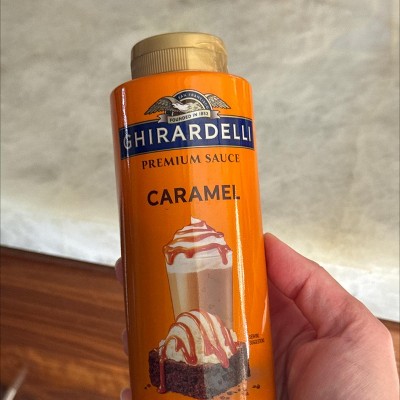 FOUNDED IN 1852
GHIRARDELLI
PREMIUM SAUCE
CARAMEL